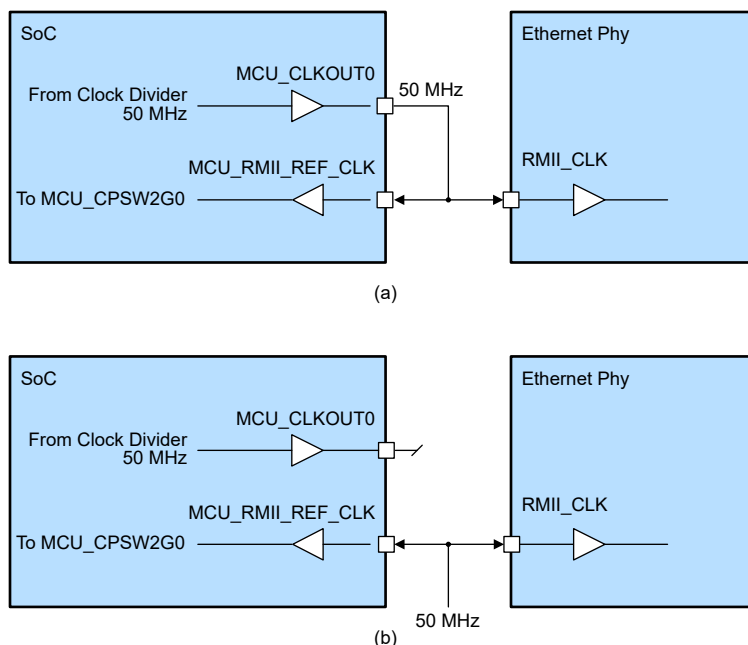 SoC
Ethernet Phy
MCU_CLKOUT0
From Clock Divider
50 MHz
50 MHz
MCU_RMII_REF_CLK
RMII_CLK
To MCU_CPSW2G0
(a)
SoC
Ethernet Phy
MCU_CLKOUT0
From Clock Divider
50 MHz
MCU_RMII_REF_CLK
RMII_CLK
To MCU_CPSW2G0
50 MHz
(b)